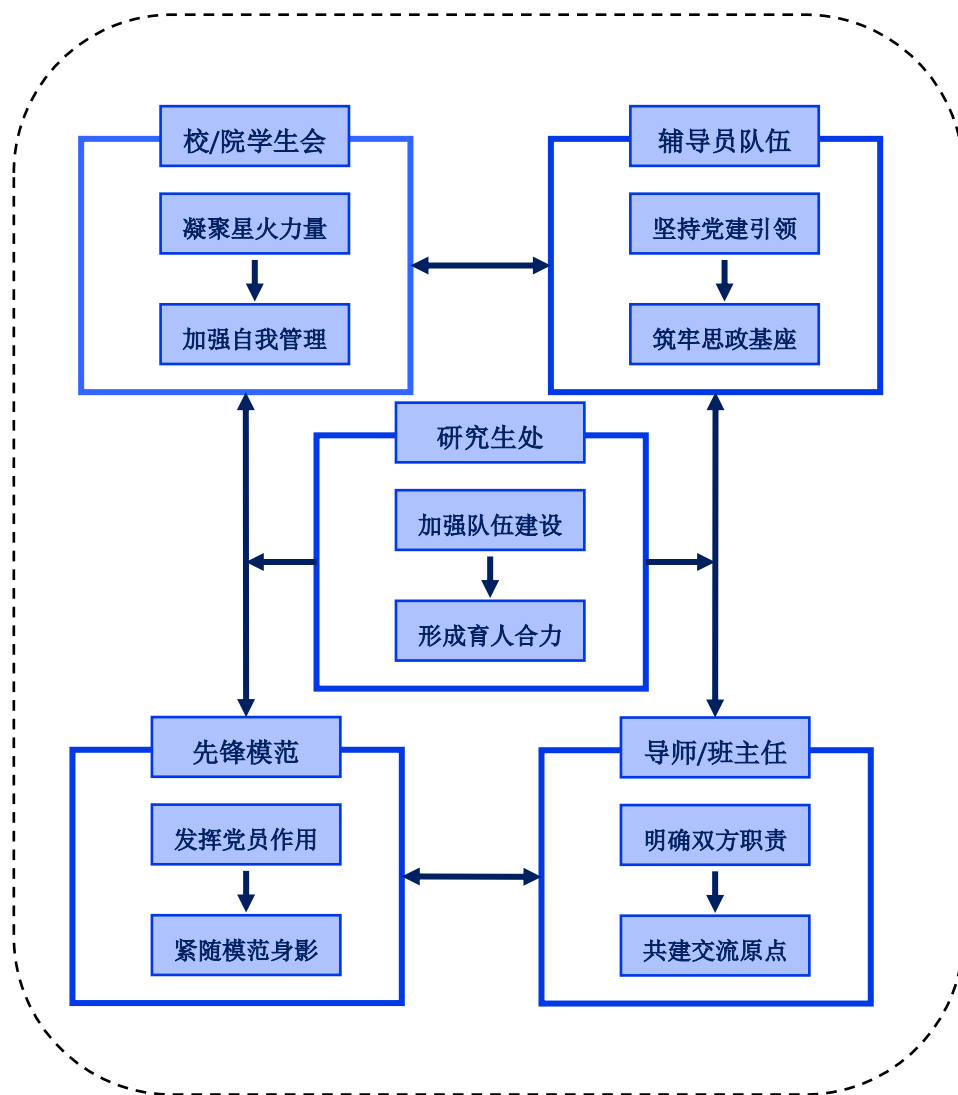 校/院学生会
凝聚星火力量
加强自我管理
辅导员队伍
坚持党建引领
筑牢思政基座
研究生处
加强队伍建设
形成育人合力
先锋模范
发挥党员作用
紧随模范身影
导师/班主任
明确双方职责
共建交流原点